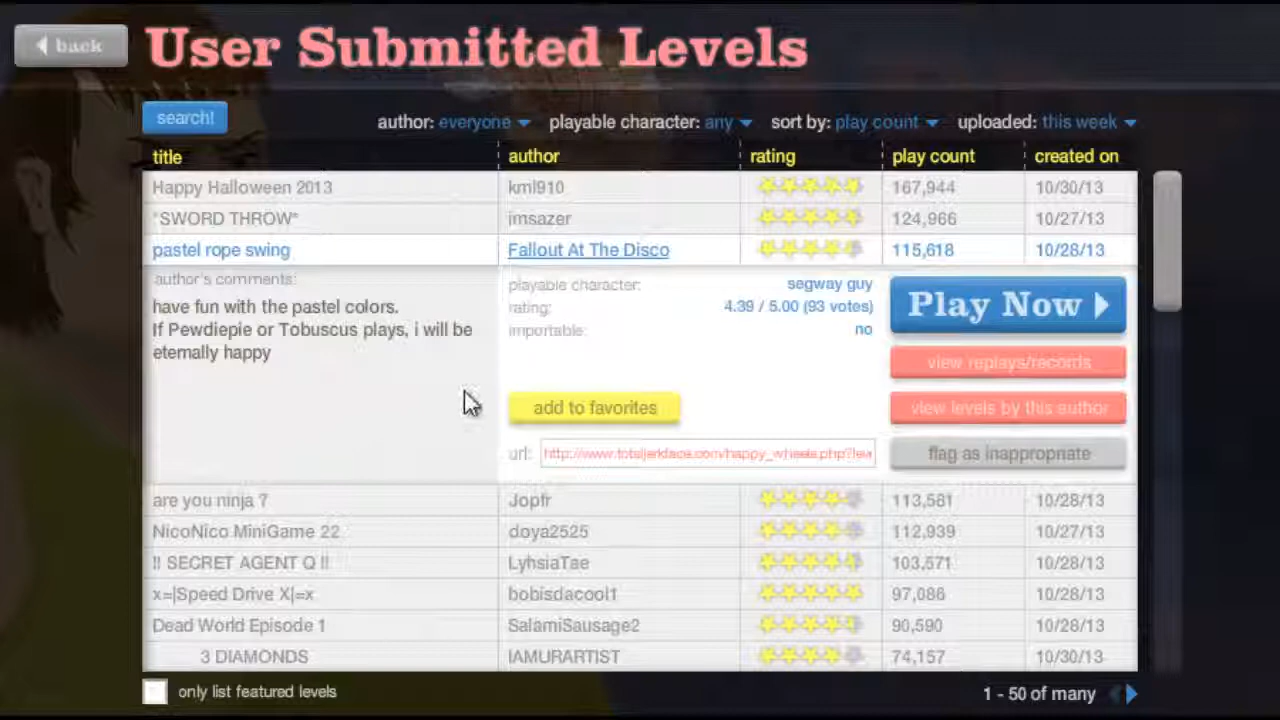 back
User Submitted Levels
search!
author: everyone playable character: any sort by: play count uploaded: this week
title author rating play count created on
Happy Halloween 2013 kml910 167,944 10/30/13
*SWORD THROW* imsazer 124,966 10/27/13
pastel rope swing Fallout At The Disco 115,618 10/28/13
author's comments:
have fun with the pastel colors.
If Pewdiepie or Tobuscus plays, i will be
eternally happy
playable character: segway guy
rating: 4.39 / 5.00 (93 votes)
importable: no
add to favorites
url: http://www.totaljerkface.com/happy_wheels.php?lev
Play Now
view replays/records
view levels by this author
flag as inappropriate
are you ninja ? Jopfr 113,581 10/28/13
NicoNico MiniGame 22 doya2525 112,939 10/27/13
!! SECRET AGENT Q !! LyhsiaTae 103,571 10/28/13
x=|Speed Drive X|=x bobisdacool1 97,086 10/28/13
Dead World Episode 1 SalamiSausage2 90,590 10/28/13
3 DIAMONDS IAMURARTIST 74,157 10/30/13
only list featured levels
1 - 50 of many